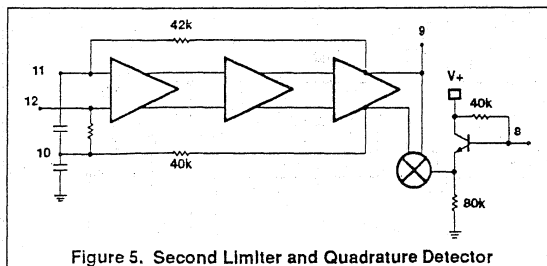 42k
9
11
V+
12
40k
8
10
40k
80k
Figure 5. Second Limiter and Quadrature Detector